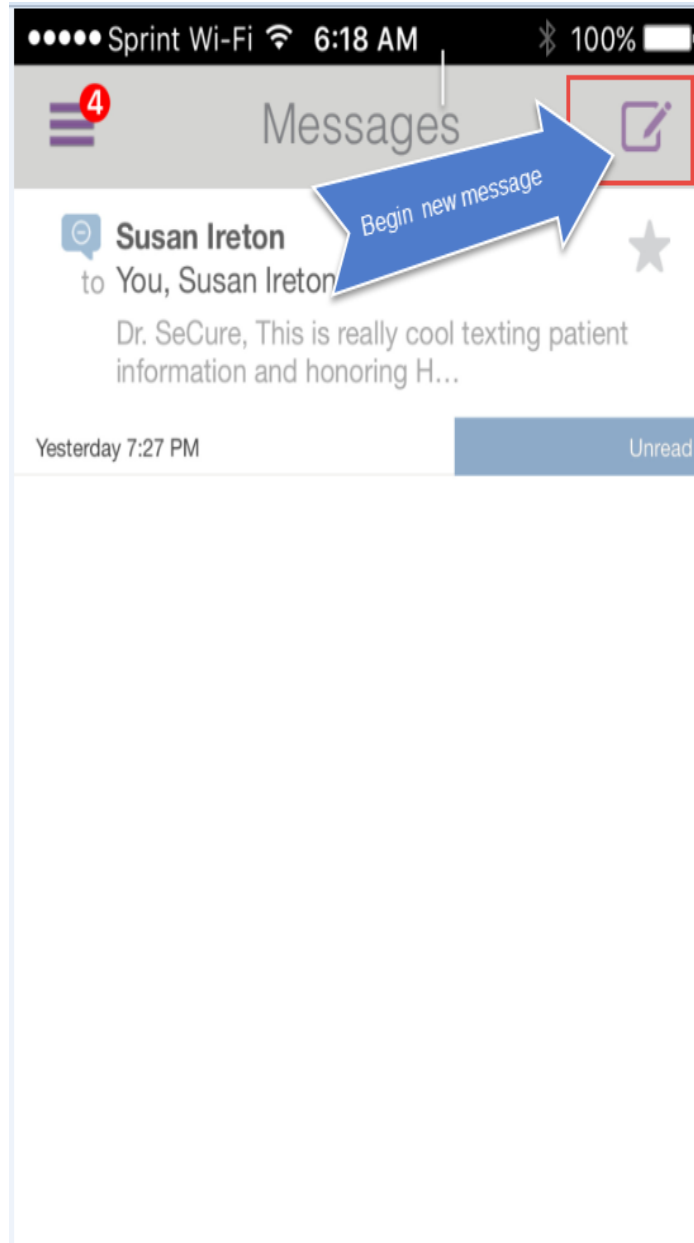 Sprint Wi-Fi 6:18 AM 100%
4
Messages
Begin new message
Susan Ireton
to You, Susan Ireton
Dr. SeCure, This is really cool texting patient
information and honoring H...
Yesterday 7:27 PM
Unread